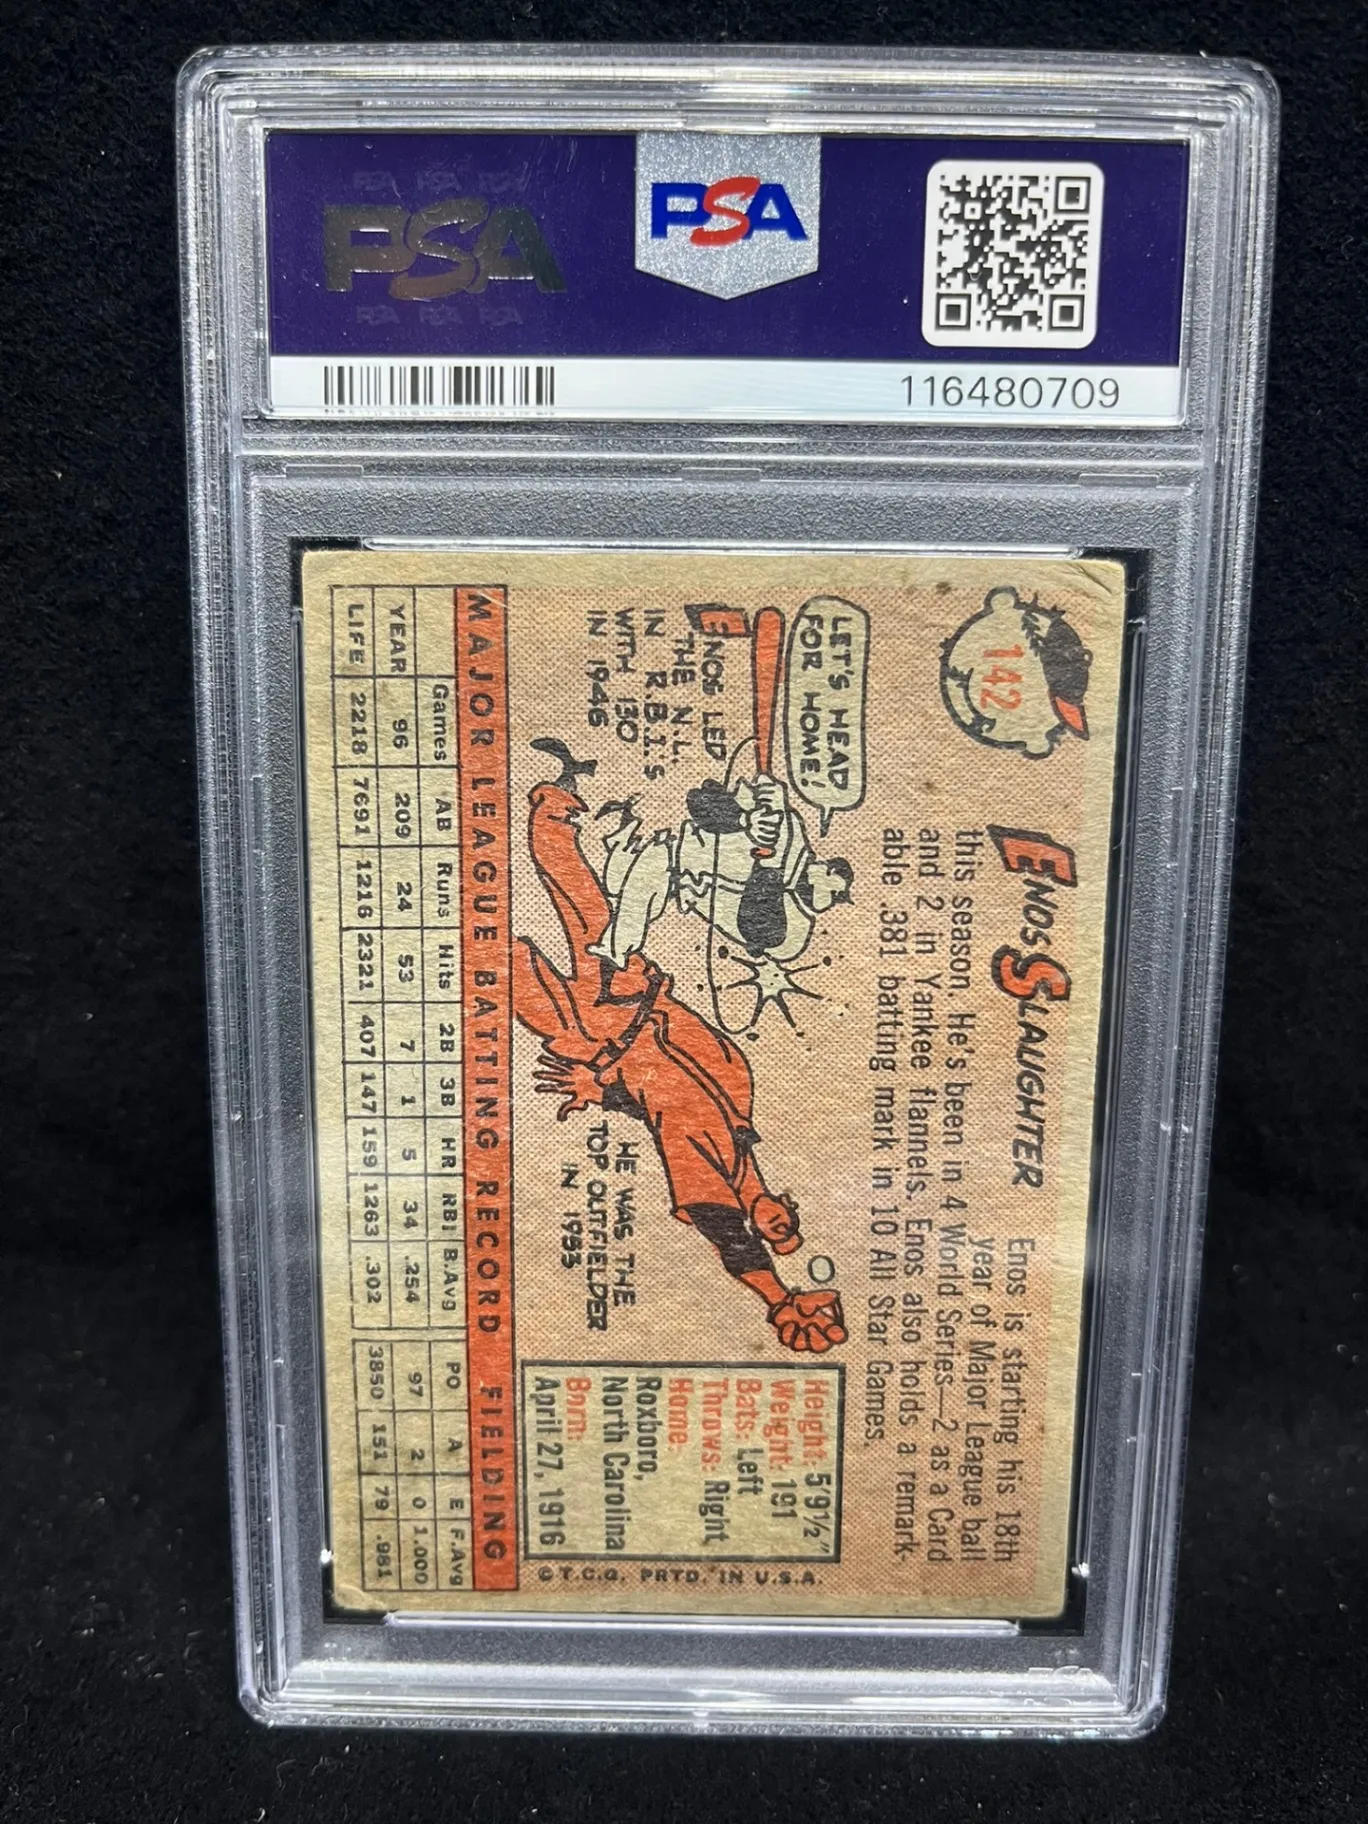 PSA
PSA
116480709
142
ENOS SLAUGHTER
Enos is starting his 18th
year of Major League ball
this season. He's been in 4 World Series—2 as a Card
and 2 in Yankee flannels. Enos also hords a remark-
able .381 batting mark in 10 All Star Games.
LET'S HEAD
FOR HOME!
ENOS LED
THE N.L.
IN R.B.I.'S
WTH 130
IN 1946
HE WAS THE
TOP OUTFIELDER
IN 1953
Height: 5'9½"
Weight: 191
Bats: Left
Throws: Right
Home:
Roxboro,
North Carolina
Born:
April 27, 1916
© T.C.G. PRTD. IN U.S.A.
MAJOR LEAGUE BATTING RECORD FIELDING
Games AB Runs Hits 2B 3B HR RBI B.Avg PO A E F.Avg
YEAR 96 209 24 53 7 1 5 34 .254 97 2 0 1.000
LIFE 2218 7691 1216 2321 407 147 159 1263 .302 3850 151 79 .981